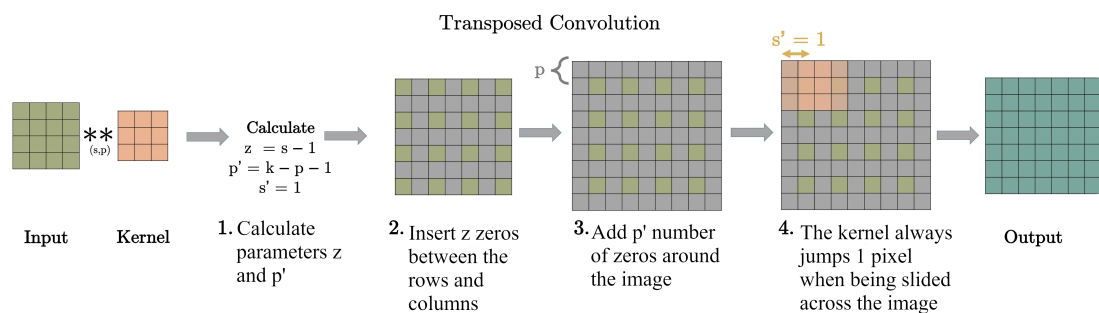 Transposed Convolution
s' = 1
p
**
(s,p)
Calculate
z = s − 1
p' = k − p − 1
s' = 1
Input
Kernel
1. Calculate
parameters z
and p'
2. Insert z zeros
between the
rows and
columns
3. Add p' number
of zeros around
the image
4. The kernel always
jumps 1 pixel
when being slided
across the image
Output